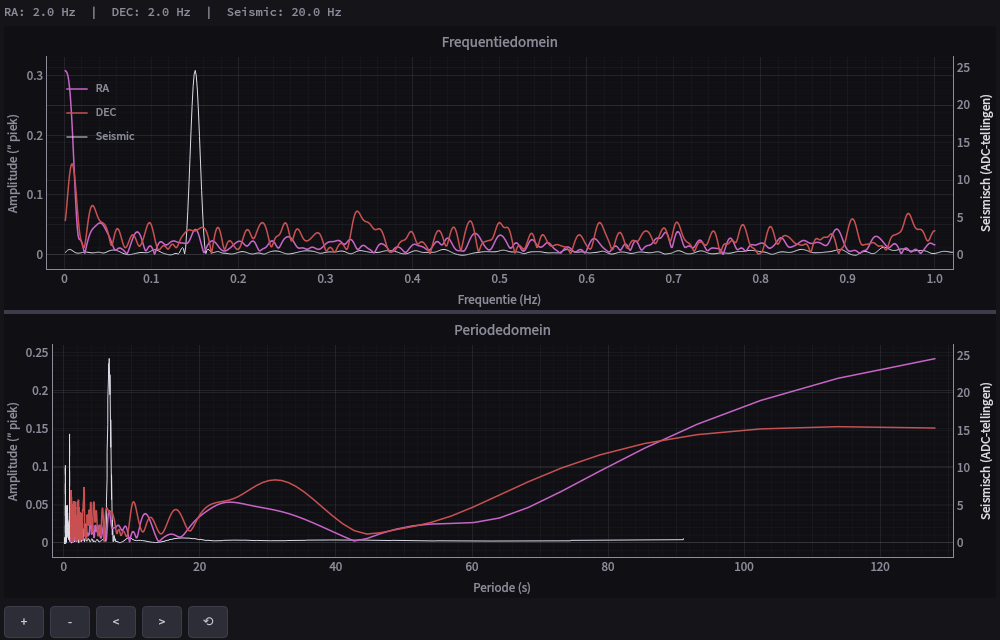 RA: 2.0 Hz | DEC: 2.0 Hz | Seismic: 20.0 Hz
Frequentiedomein
RA
DEC
Seismic
Amplitude (″ piek)
0.3
0.2
0.1
0
25
20
15
10
5
0
Seismisch (ADC-tellingen)
0 0.1 0.2 0.3 0.4 0.5 0.6 0.7 0.8 0.9 1.0
Frequentie (Hz)
Periodedomein
Amplitude (″ piek)
0.25
0.2
0.15
0.1
0.05
0
25
20
15
10
5
0
Seismisch (ADC-tellingen)
0 20 40 60 80 100 120
Periode (s)
+ - < > ⟲